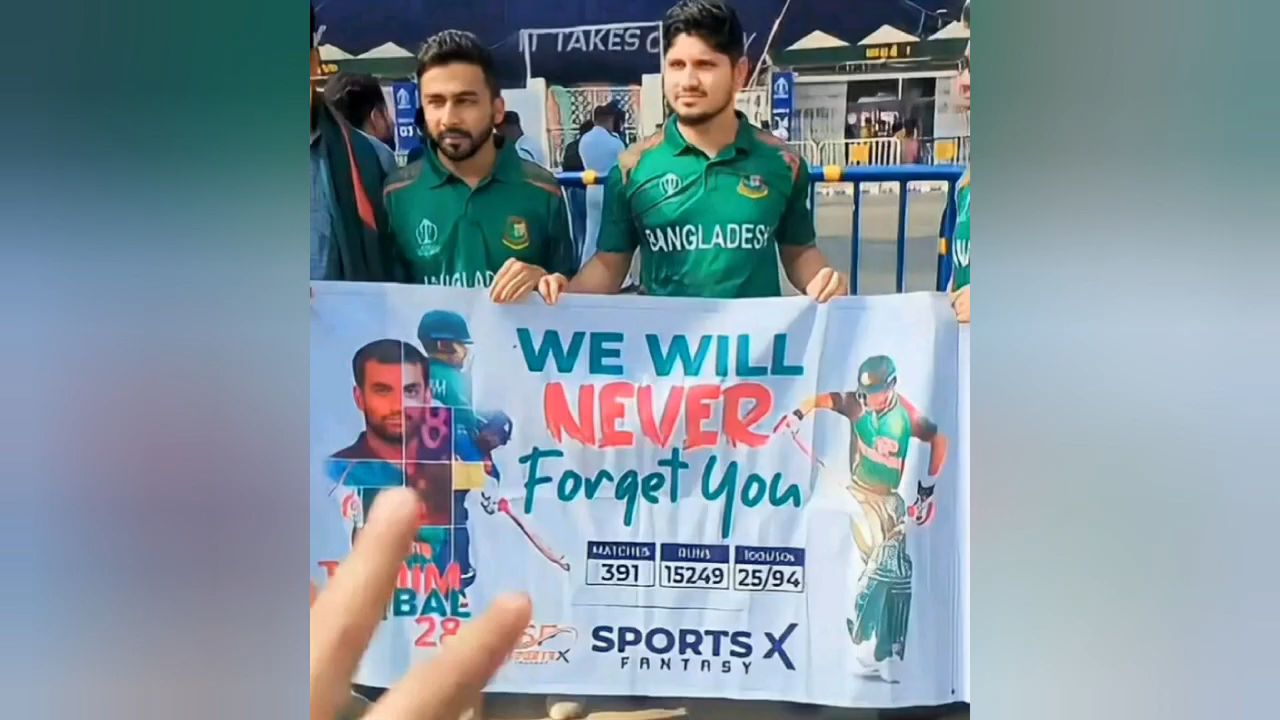 IT TAKES
BANGLADESH
WE WILL
NEVER
Forget You
MATCHES RUNS 100s/50s
391 15249 25/94
BAL
28
SPORTS X
FANTASY